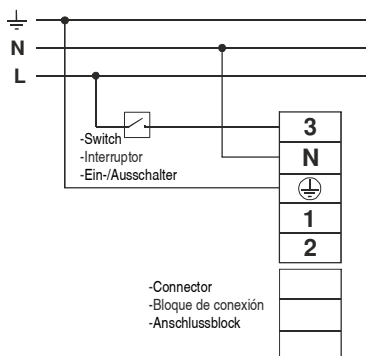 N
L
3
-Switch
-Interruptor
-Ein-/Ausschalter
N
1
2
-Connector
-Bloque de conexión
-Anschlussblock